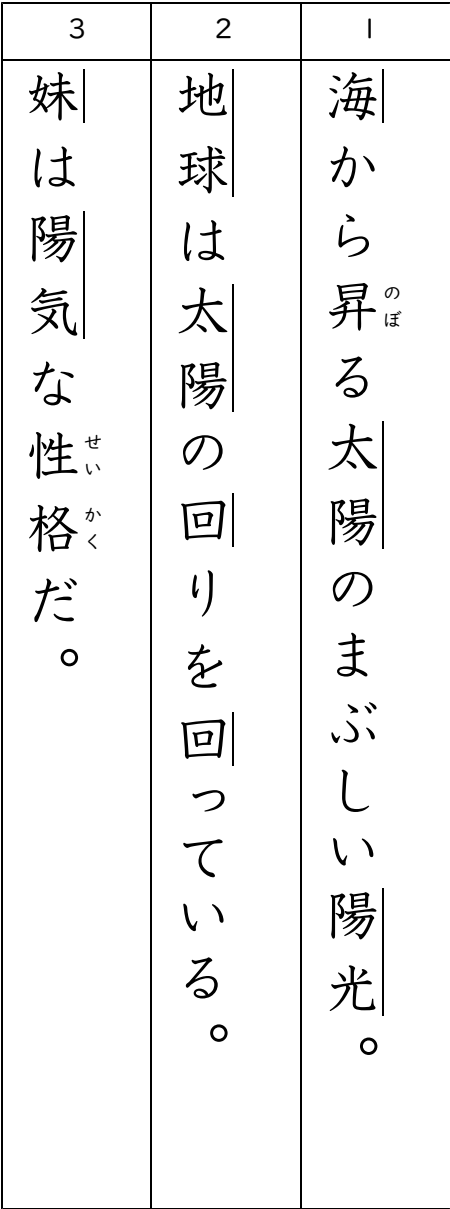 1
海から昇る太陽のまぶしい陽光。
のぼ
2
地球は太陽の回りを回っている。
3
妹は陽気な性格だ。
せいかく